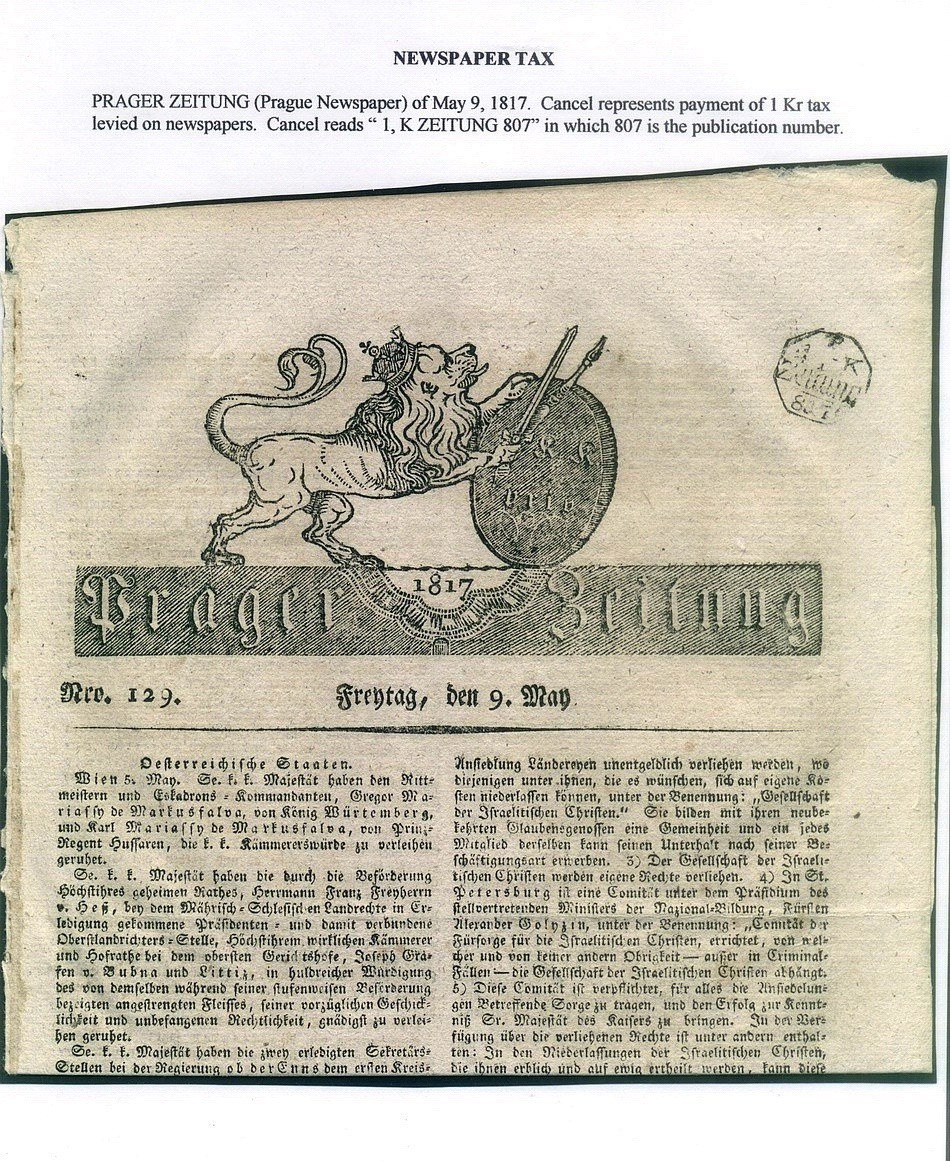 NEWSPAPER TAX
PRAGER ZEITUNG (Prague Newspaper) of May 9, 1817. Cancel represents payment of 1 Kr tax
levied on newspapers. Cancel reads “ 1, K ZEITUNG 807” in which 807 is the publication number.
K
Zeitung
1817
Prager Zeitung
Nro. 129.
Freytag, den 9. May
Oesterreichische Staaten.
Wien 5. May. Se. k. k. Majestät haben den Ritt-
meistern und Eskadrons-Kommandanten, Gregor Ma-
riassy de Markusfalva, von König Würtemberg,
und Karl Mariassy de Markusfalva, von Prinz-
Regent Hussaren, die k. k. Kämmererswürde zu verleihen
geruhet.
Se. k. k. Majestät haben die durch die Beförderung
Höchstihres geheimen Rathes, Herrmann Franz Freyherrn
v. Heß, bey dem Mährisch-Schlesischen Landrechte in Er-
ledigung gekommene Präsidenten- und damit verbundene
Oberstlandrichters-Stelle, Höchstihrem wirklichen Kämmerer
und Hofrathe bei dem obersten Gerichtshofe, Joseph Gra-
fen v. Bubna und Littiz, in huldreicher Würdigung
des von demselben während seiner stufenweisen Beförderung
bezeigten angestrengten Fleisses, seiner vorzüglichen Geschick-
lichkeit und unbefangenen Rechtlichkeit, gnädigst zu verlei-
hen geruhet.
Se. k. k. Majestät haben die zwey erledigten Sekretärs-
Stellen bei der Regierung ob der Enns dem ersten Kreis-
Ansiedlung Ländereyen unentgeldlich verliehen werden, wo
diejenigen unter ihnen, die es wünschen, sich auf eigene Ko-
sten niederlassen können, unter der Benennung: „Gesellschaft
der Israelitischen Christen.“ Sie bilden mit ihren neube-
kehrten Glaubensgenossen eine Gemeinheit und ein jedes
Mitglied derselben kann seinen Unterhalt nach seiner Be-
schäftigungsart erwerben. 3) Der Gesellschaft der Israeli-
tischen Christen werden eigene Rechte verliehen. 4) In St.
Petersburg ist eine Comität unter dem Präsidium des
stellvertretenden Ministers der Nazional-Bildung, Fürsten
Alexander Golyzin, unter der Benennung: „Comität der
Fürsorge für die Israelitischen Christen, errichtet, von wel-
cher und von keiner andern Obrigkeit — ausser in Criminal-
Fällen — die Gesellschaft der Israelitischen Christen abhängt.
5) Diese Comität ist verpflichtet, für alles die Ansiedelun-
gen Betreffende Sorge zu tragen, und den Erfolg zur Kennt-
niß Sr. Majestät des Kaisers zu bringen. In der Ver-
fügung über die verliehenen Rechte ist unter andern enthal-
ten: In den Niederlassungen der Israelitischen Christen,
die ihnen erblich und auf ewig ertheilt werden, kann diese